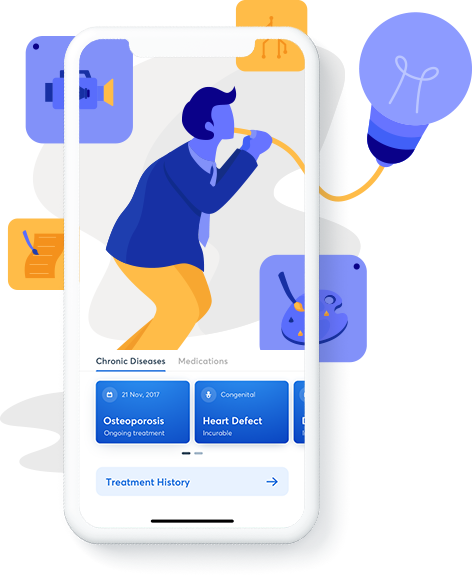 Chronic Diseases Medications
21 Nov, 2017 Congenital
Osteoporosis Heart Defect
Ongoing treatment Incurable
Treatment History